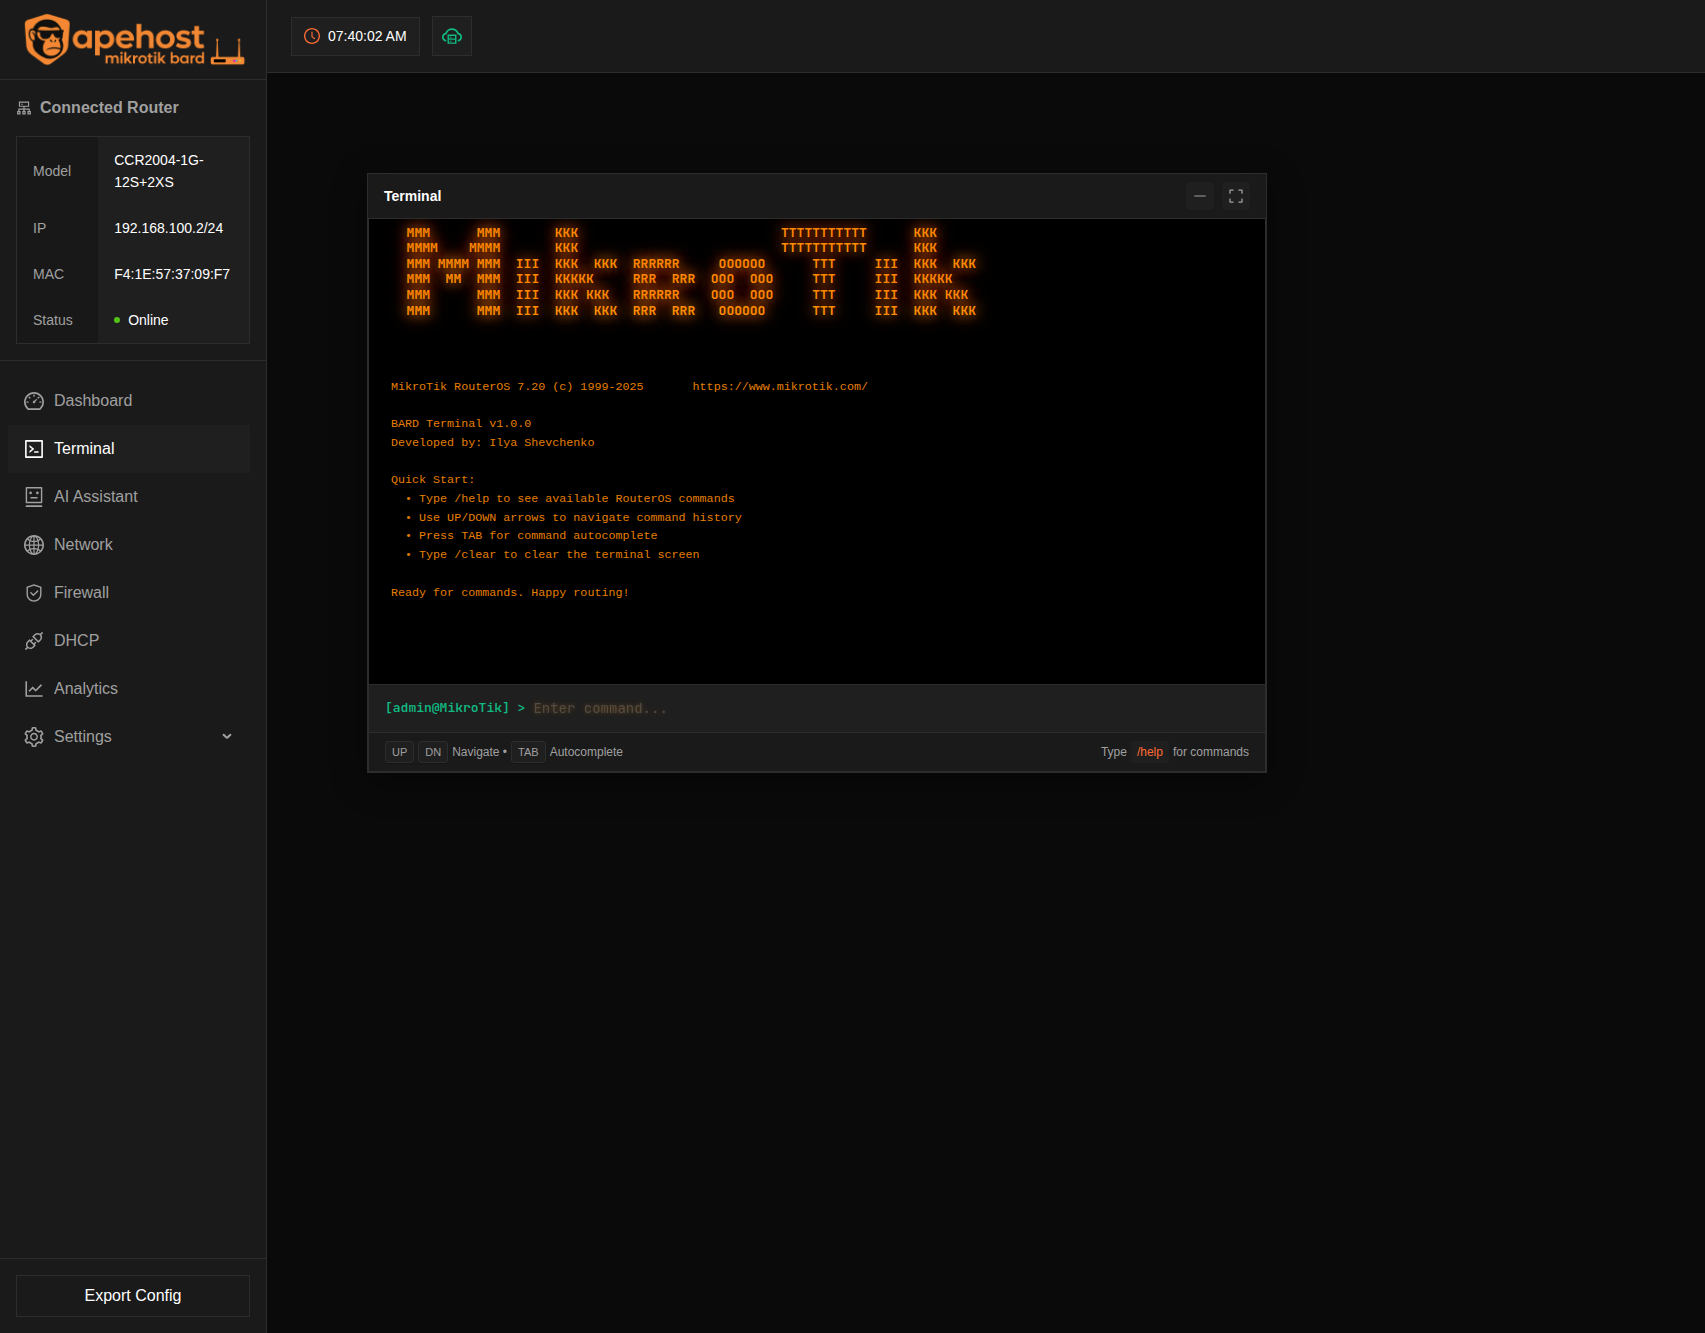 apehost
mikrotik bard
Connected Router
Model
CCR2004-1G-
12S+2XS
IP
192.168.100.2/24
MAC
F4:1E:57:37:09:F7
Status
Online
Dashboard
Terminal
AI Assistant
Network
Firewall
DHCP
Analytics
Settings
Export Config
07:40:02 AM
Terminal
MMM      MMM       KKK                          TTTTTTTTTTT      KKK
MMMM    MMMM       KKK                          TTTTTTTTTTT      KKK
MMM MMMM MMM  III  KKK  KKK  RRRRRR     OOOOOO      TTT     III  KKK  KKK
MMM  MM  MMM  III  KKKKK     RRR  RRR  OOO  OOO     TTT     III  KKKKK
MMM      MMM  III  KKK KKK   RRRRRR    OOO  OOO     TTT     III  KKK KKK
MMM      MMM  III  KKK  KKK  RRR  RRR   OOOOOO      TTT     III  KKK  KKK
MikroTik RouterOS 7.20 (c) 1999-2025       https://www.mikrotik.com/
BARD Terminal v1.0.0
Developed by: Ilya Shevchenko
Quick Start:
• Type /help to see available RouterOS commands
• Use UP/DOWN arrows to navigate command history
• Press TAB for command autocomplete
• Type /clear to clear the terminal screen
Ready for commands. Happy routing!
[admin@MikroTik] > Enter command...
UP DN Navigate • TAB Autocomplete
Type /help for commands